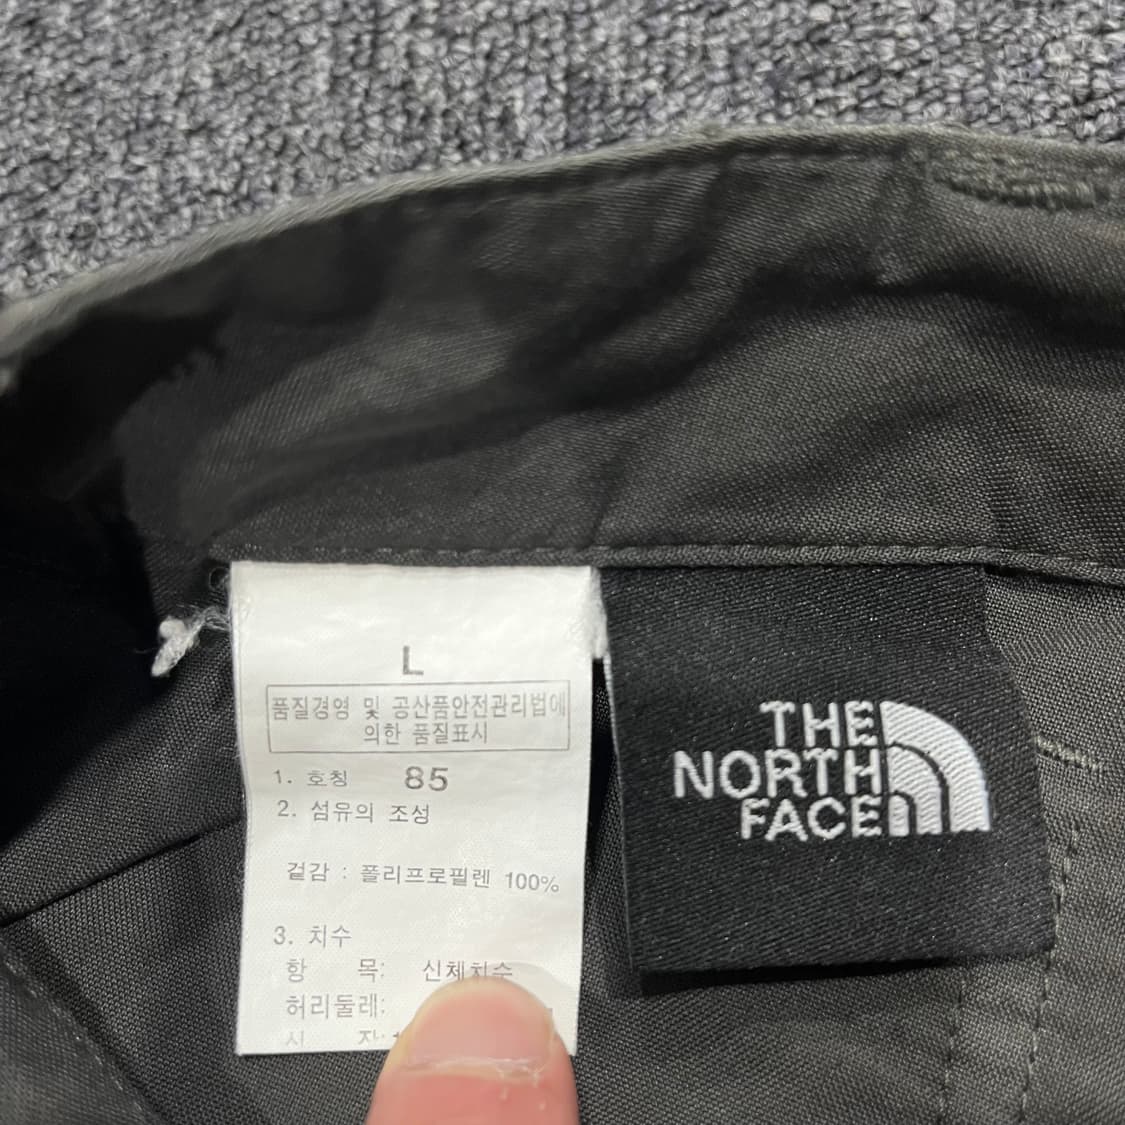 L
품질경영 및 공산품안전관리법에
의한 품질표시
1. 호칭 85
2. 섬유의 조성
겉감 : 폴리프로필렌 100%
3. 치수
항 목: 신체치수
허리둘레:
THE
NORTH
FACE